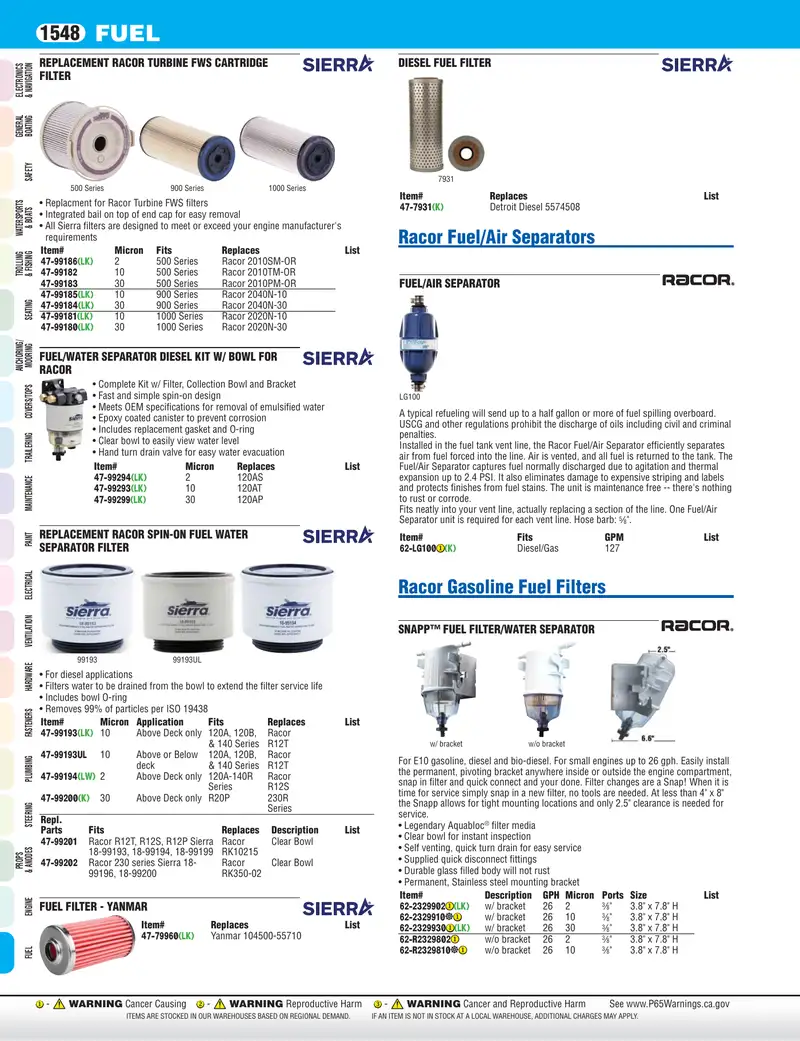 1548 FUEL
ELECTRONICS
& NAVIGATION
GENERAL
BOATING
SAFETY
WATERSPORTS
& BOATS
TROLLING
& FISHING
SEATING
ANCHORING/
MOORING
COVERS/TOPS
TRAILERING
MAINTENANCE
PAINT
ELECTRICAL
VENTILATION
HARDWARE
FASTENERS
PLUMBING
STEERING
PROPS
& ANODES
ENGINE
FUEL
REPLACEMENT RACOR TURBINE FWS CARTRIDGE
FILTER
SIERRA
500 Series 900 Series 1000 Series
• Replacment for Racor Turbine FWS filters
• Integrated bail on top of end cap for easy removal
• All Sierra filters are designed to meet or exceed your engine manufacturer's
requirements
Item# Micron Fits Replaces List
47-99186(LK) 2 500 Series Racor 2010SM-OR
47-99182 10 500 Series Racor 2010TM-OR
47-99183 30 500 Series Racor 2010PM-OR
47-99185(LK) 10 900 Series Racor 2040N-10
47-99184(LK) 30 900 Series Racor 2040N-30
47-99181(LK) 10 1000 Series Racor 2020N-10
47-99180(LK) 30 1000 Series Racor 2020N-30
FUEL/WATER SEPARATOR DIESEL KIT W/ BOWL FOR
RACOR
SIERRA
• Complete Kit w/ Filter, Collection Bowl and Bracket
• Fast and simple spin-on design
• Meets OEM specifications for removal of emulsified water
• Epoxy coated canister to prevent corrosion
• Includes replacement gasket and O-ring
• Clear bowl to easily view water level
• Hand turn drain valve for easy water evacuation
Item# Micron Replaces List
47-99294(LK) 2 120AS
47-99293(LK) 10 120AT
47-99299(LK) 30 120AP
REPLACEMENT RACOR SPIN-ON FUEL WATER
SEPARATOR FILTER
SIERRA
Sierra Sierra Sierra
99193 99193UL
• For diesel applications
• Filters water to be drained from the bowl to extend the filter service life
• Includes bowl O-ring
• Removes 99% of particles per ISO 19438
Item# Micron Application Fits Replaces List
47-99193(LK) 10 Above Deck only 120A, 120B, Racor
& 140 Series R12T
47-99193UL 10 Above or Below 120A, 120B, Racor
deck & 140 Series R12T
47-99194(LW) 2 Above Deck only 120A-140R Racor
Series R12S
47-99200(K) 30 Above Deck only R20P 230R
Series
Repl.
Parts Fits Replaces Description List
47-99201 Racor R12T, R12S, R12P Sierra Racor Clear Bowl
18-99193, 18-99194, 18-99199 RK10215
47-99202 Racor 230 series Sierra 18- Racor Clear Bowl
99196, 18-99200 RK350-02
FUEL FILTER - YANMAR
SIERRA
Item# Replaces List
47-79960(LK) Yanmar 104500-55710
DIESEL FUEL FILTER
SIERRA
7931
Item# Replaces List
47-7931(K) Detroit Diesel 5574508
Racor Fuel/Air Separators
FUEL/AIR SEPARATOR
RACOR
LG100
A typical refueling will send up to a half gallon or more of fuel spilling overboard.
USCG and other regulations prohibit the discharge of oils including civil and criminal
penalties.
Installed in the fuel tank vent line, the Racor Fuel/Air Separator efficiently separates
air from fuel forced into the line. Air is vented, and all fuel is returned to the tank. The
Fuel/Air Separator captures fuel normally discharged due to agitation and thermal
expansion up to 2.4 PSI. It also eliminates damage to expensive striping and labels
and protects finishes from fuel stains. The unit is maintenance free -- there's nothing
to rust or corrode.
Fits neatly into your vent line, actually replacing a section of the line. One Fuel/Air
Separator unit is required for each vent line. Hose barb: ⅝".
Item# Fits GPM List
62-LG100 1 (K) Diesel/Gas 127
Racor Gasoline Fuel Filters
SNAPP™ FUEL FILTER/WATER SEPARATOR
RACOR
2.5"
6.6"
w/ bracket w/o bracket
For E10 gasoline, diesel and bio-diesel. For small engines up to 26 gph. Easily install
the permanent, pivoting bracket anywhere inside or outside the engine compartment,
snap in filter and quick connect and your done. Filter changes are a Snap! When it is
time for service simply snap in a new filter, no tools are needed. At less than 4" x 8"
the Snapp allows for tight mounting locations and only 2.5" clearance is needed for
service.
• Legendary Aquabloc® filter media
• Clear bowl for instant inspection
• Self venting, quick turn drain for easy service
• Supplied quick disconnect fittings
• Durable glass filled body will not rust
• Permanent, Stainless steel mounting bracket
Item# Description GPH Micron Ports Size List
62-2329902 1 (LK) w/ bracket 26 2 ⅜" 3.8" x 7.8" H
62-2329910 1 w/ bracket 26 10 ⅜" 3.8" x 7.8" H
62-2329930 1 (LK) w/ bracket 26 30 ⅜" 3.8" x 7.8" H
62-R2329802 1 w/o bracket 26 2 ⅜" 3.8" x 7.8" H
62-R2329810 1 w/o bracket 26 10 ⅜" 3.8" x 7.8" H
1 - WARNING Cancer Causing 2 - WARNING Reproductive Harm 3 - WARNING Cancer and Reproductive Harm See www.P65Warnings.ca.gov
ITEMS ARE STOCKED IN OUR WAREHOUSES BASED ON REGIONAL DEMAND. IF AN ITEM IS NOT IN STOCK AT A LOCAL WAREHOUSE, ADDITIONAL CHARGES MAY APPLY.